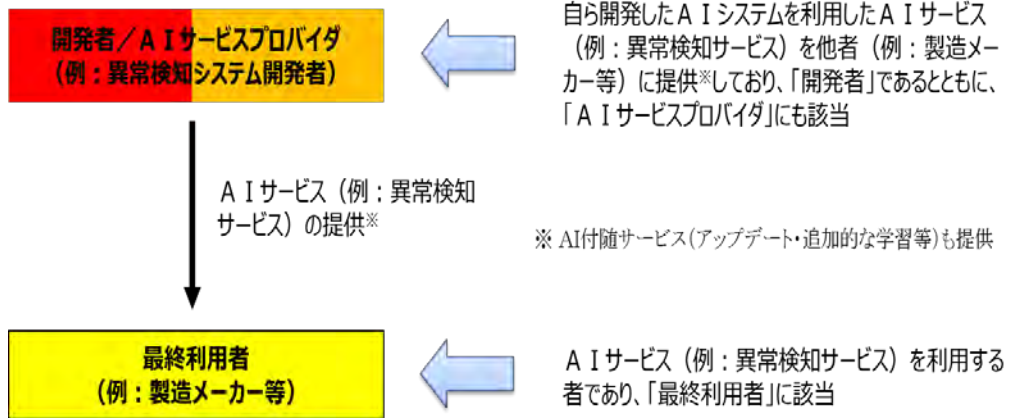 開発者／ＡＩサービスプロバイダ
（例：異常検知システム開発者）
自ら開発したＡＩシステムを利用したＡＩサービス
（例：異常検知サービス）を他者（例：製造メー
カー等）に提供※しており、「開発者」であるとともに、
「ＡＩサービスプロバイダ」にも該当
ＡＩサービス（例：異常検知
サービス）の提供※
※ AI付随サービス(アップデート・追加的な学習等)も提供
最終利用者
（例：製造メーカー等）
ＡＩサービス（例：異常検知サービス）を利用する
者であり、「最終利用者」に該当